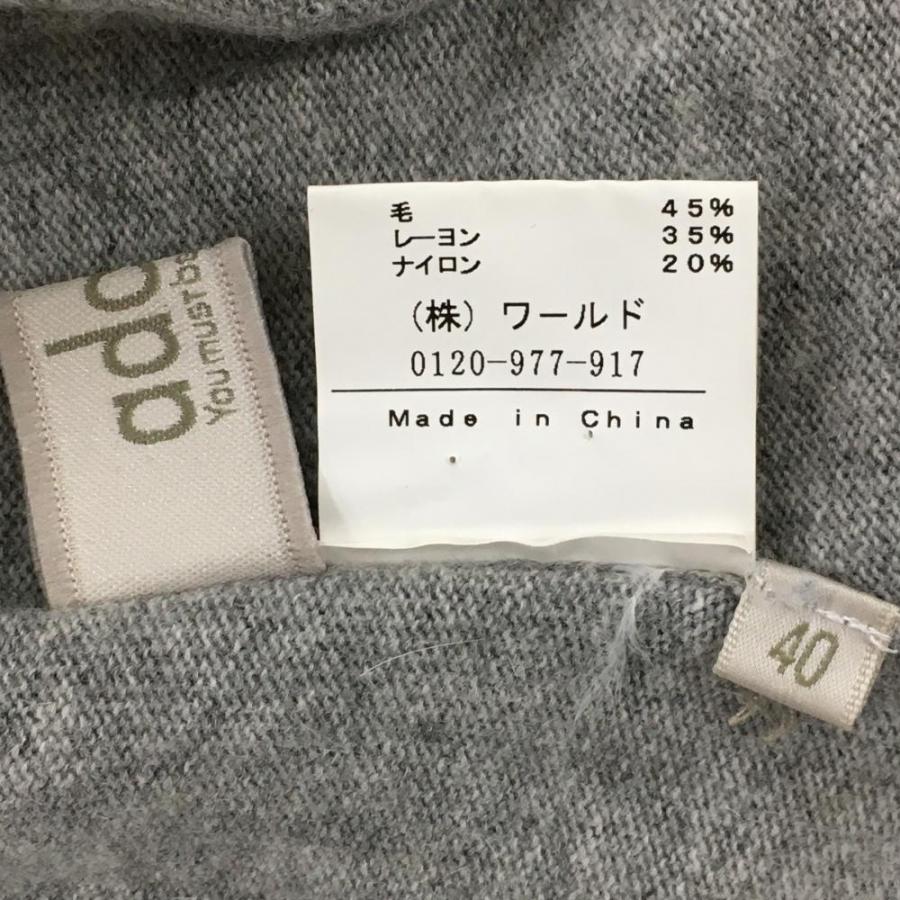 毛 45%
レーヨン 35%
ナイロン 20%
(株) ワールド
0120-977-917
Made in China
You must be
40